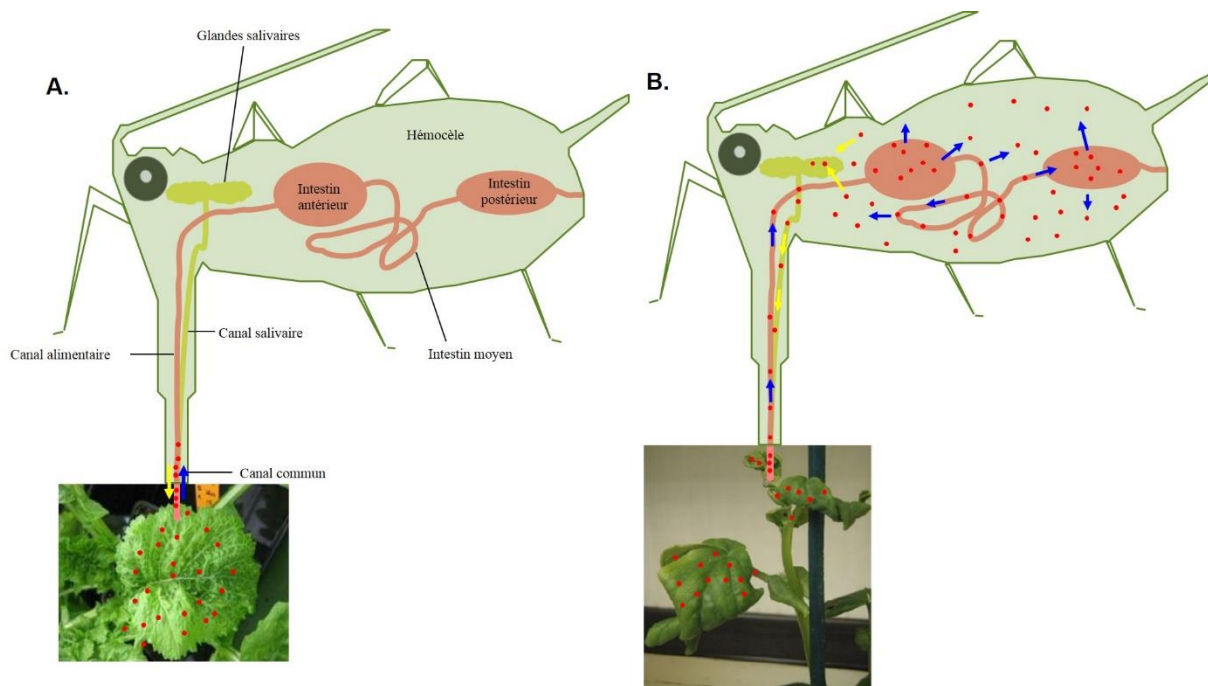 Glandes salivaires
A.
B.
Hémocèle
Intestin
antérieur
Intestin
postérieur
Canal salivaire
Canal alimentaire
Intestin moyen
Canal commun